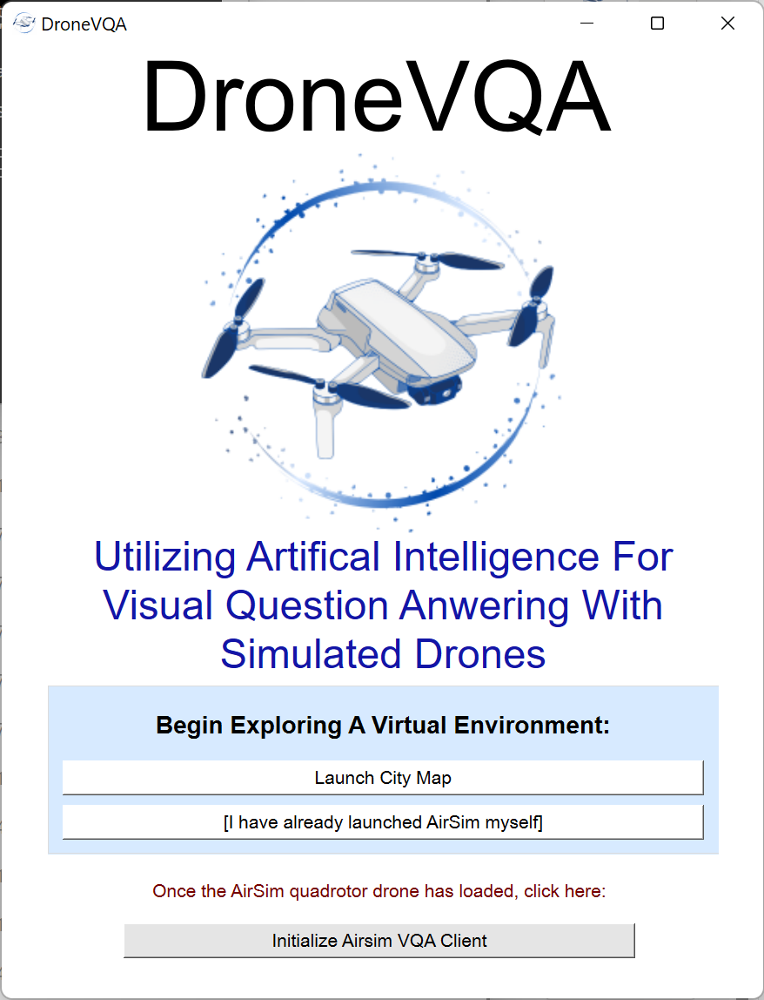 DroneVQA
DroneVQA
Utilizing Artifical Intelligence For
Visual Question Anwering With
Simulated Drones
Begin Exploring A Virtual Environment:
Launch City Map
[I have already launched AirSim myself]
Once the AirSim quadrotor drone has loaded, click here:
Initialize Airsim VQA Client